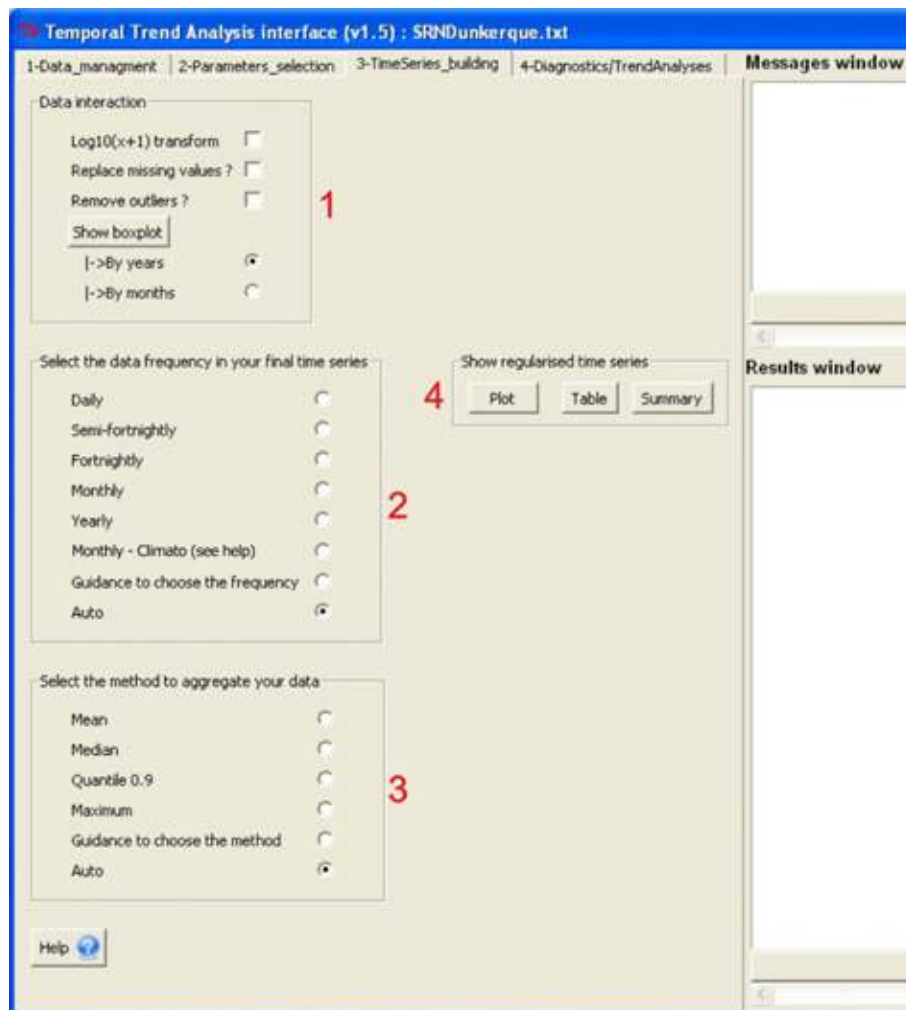 Temporal Trend Analysis interface (v1.5) : SRNDunkerque.txt
1-Data_managment 2-Parameters_selection 3-TimeSeries_building 4-Diagnostics/TrendAnalyses
Messages window
Data interaction
Log10(x+1) transform
Replace missing values ?
Remove outliers ?
1
Show boxplot
|->By years
|->By months
Select the data frequency in your final time series
Daily
Semi-fortnightly
Fortnightly
Monthly
Yearly
Monthly - Climato (see help)
Guidance to choose the frequency
Auto
2
Show regularised time series
4
Plot Table Summary
Results window
Select the method to aggregate your data
Mean
Median
Quantile 0.9
Maximum
Guidance to choose the method
Auto
3
Help ?